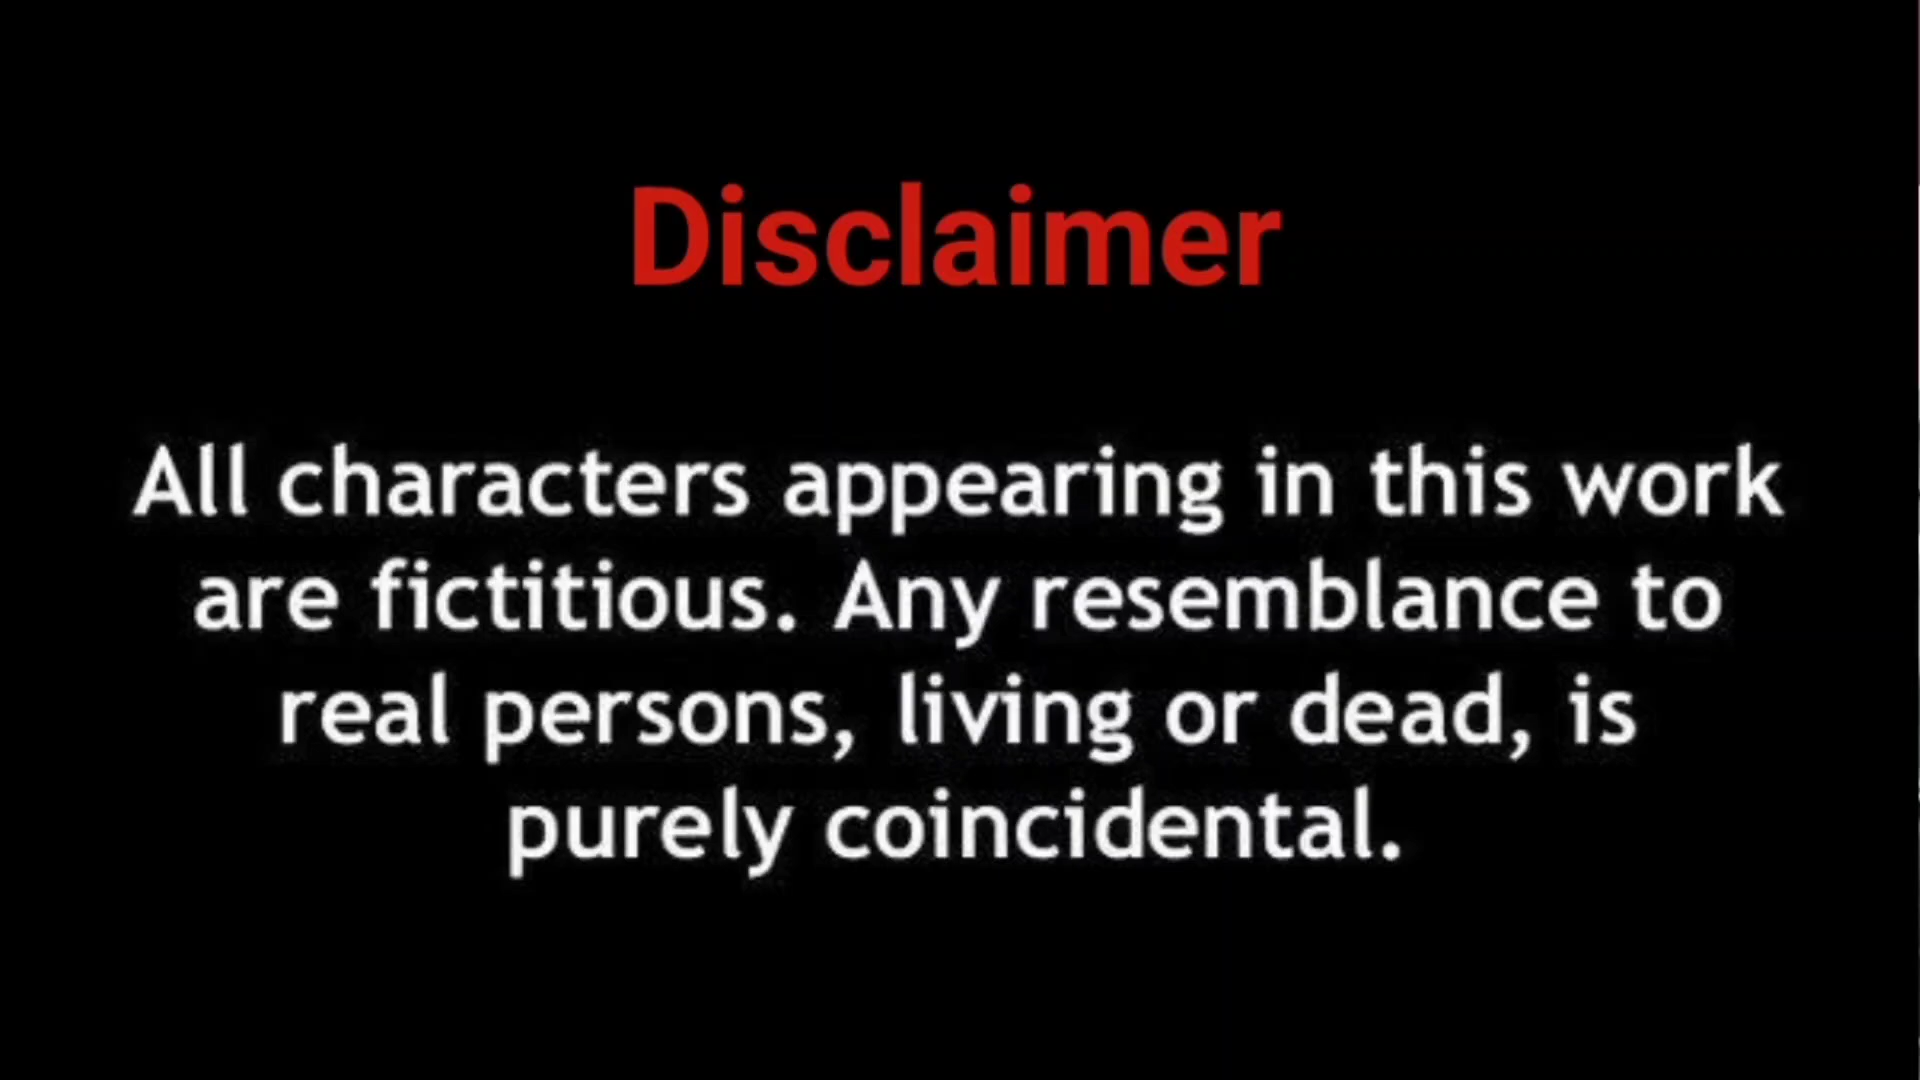 Disclaimer
All characters appearing in this work
are fictitious. Any resemblance to
real persons, living or dead, is
purely coincidental.